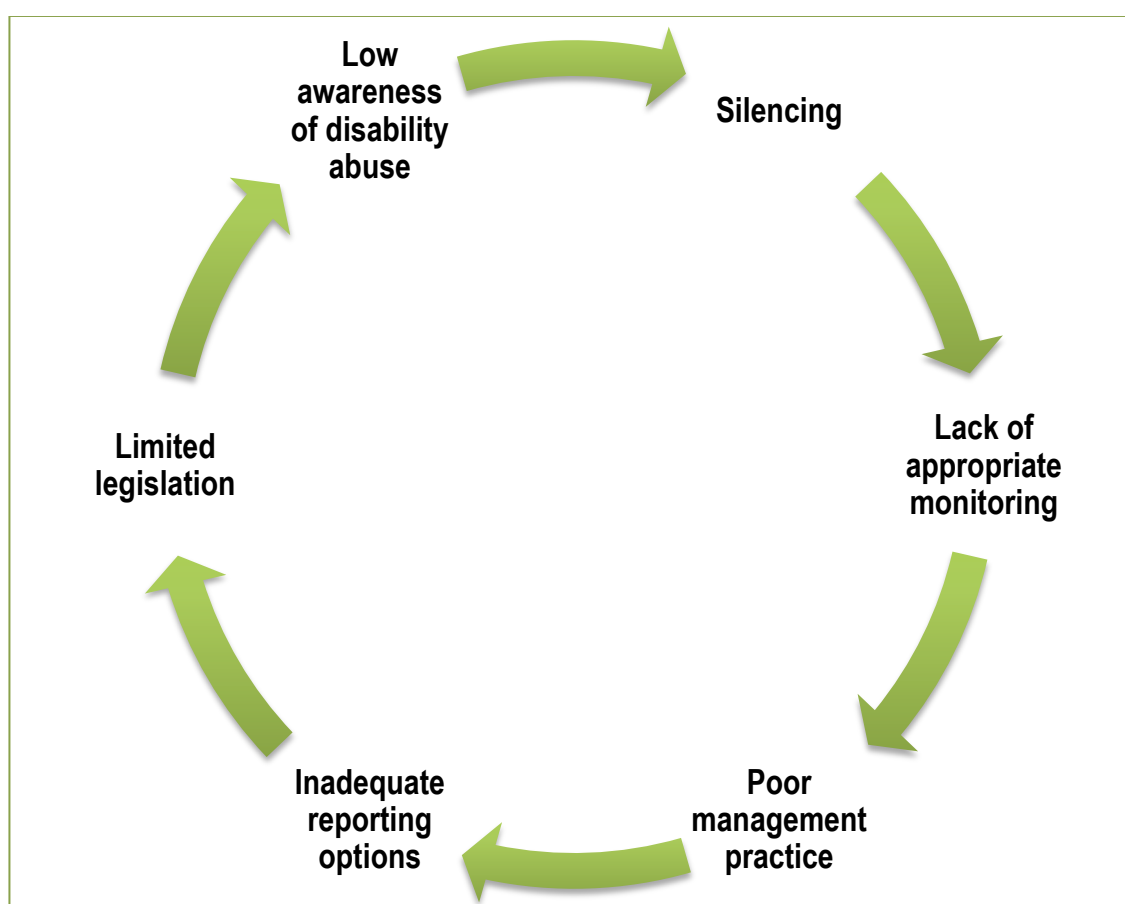 Low
awareness
of disability
abuse
Silencing
Lack of
appropriate
monitoring
Poor
management
practice
Inadequate
reporting
options
Limited
legislation